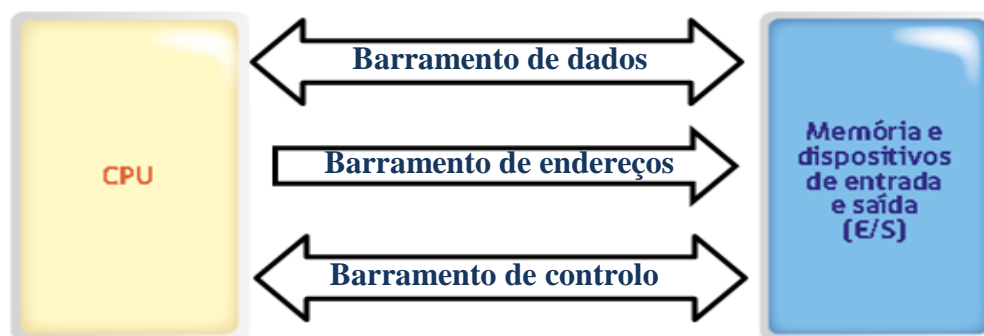 Barramento de dados
CPU
Barramento de endereços
Barramento de controlo
Memória e
dispositivos
de entrada
e saída
(E/S)